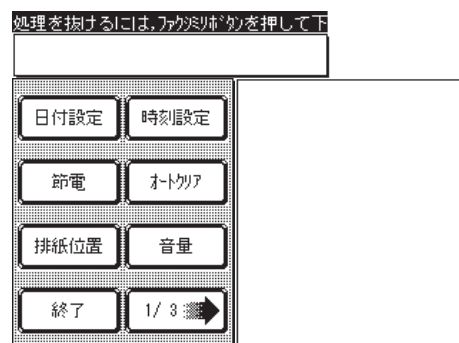 処理を抜けるには,ファクシミリボタンを押して下
日付設定 時刻設定
節電 オートクリア
排紙位置 音量
終了 1/ 3